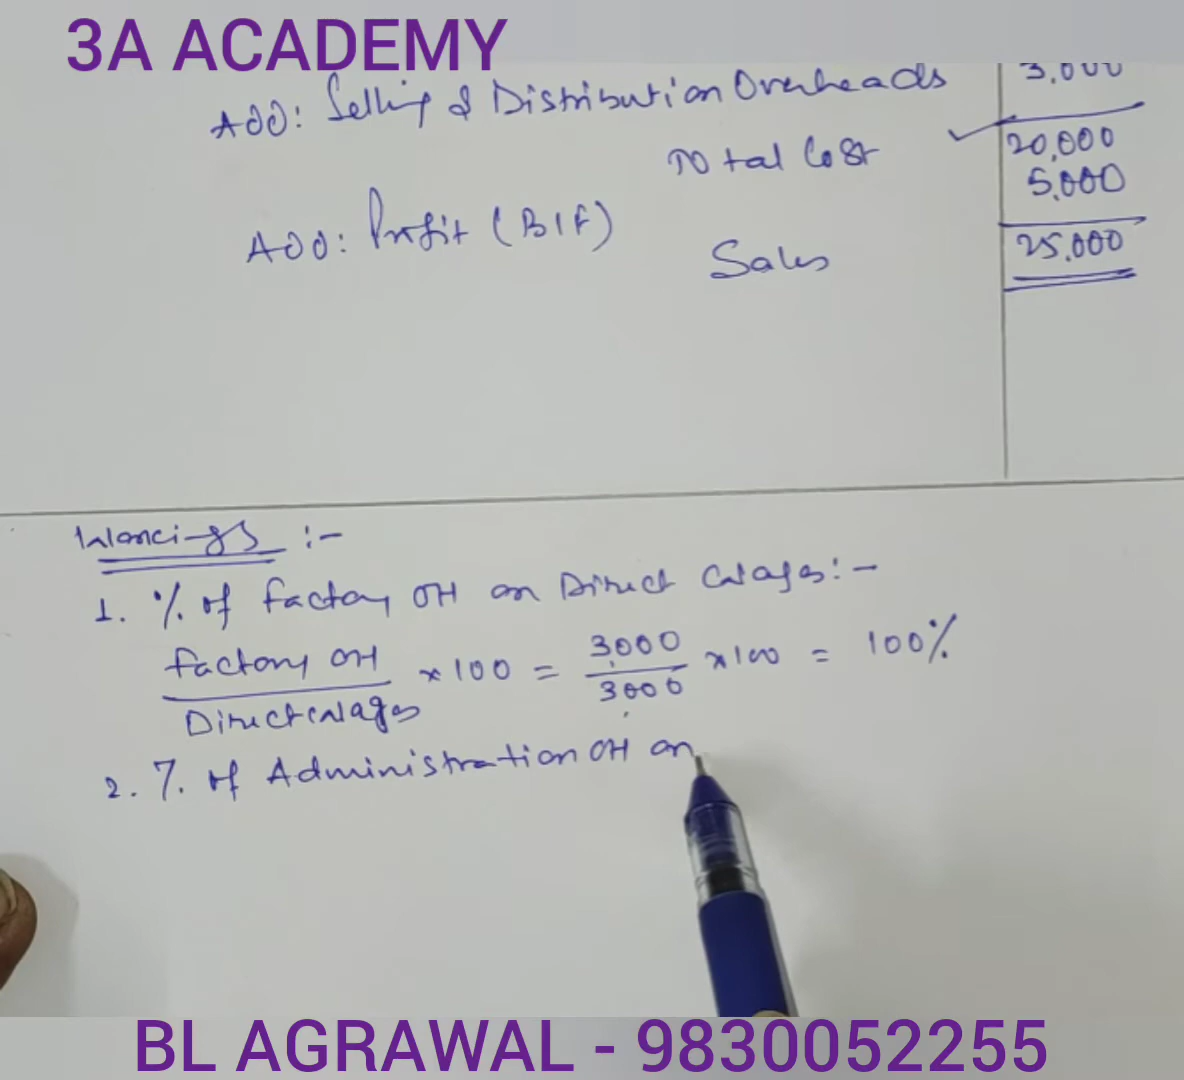 3A ACADEMY
Add: Selling & Distribution Overheads 3,000
Total Cost 20,000
Add: Profit (B/F) 5,000
Sales 25,000
Workings :-
1. % of factory OH on Direct Wages:-
factory OH / Direct Wages × 100 = 3,000 / 3000 × 100 = 100%
2. % of Administration OH on
BL AGRAWAL - 9830052255